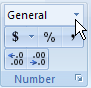 General
$ % ,
.0 .00
.00 .0
Number